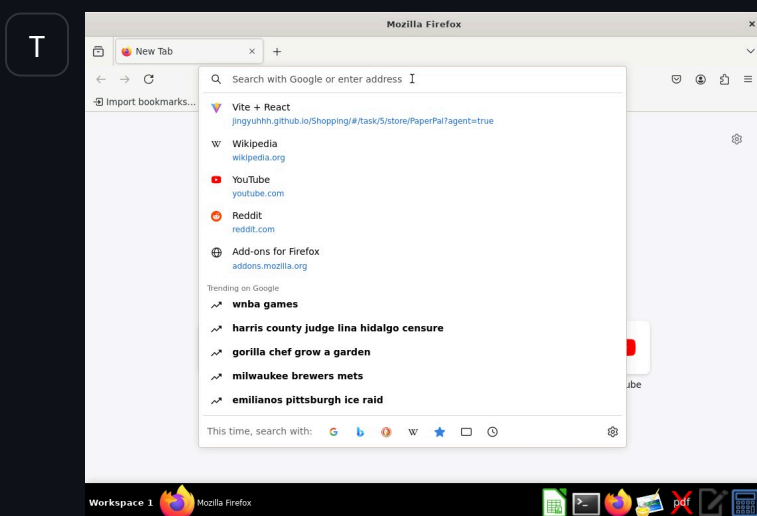 T
Mozilla Firefox
New Tab
Search with Google or enter address
Import bookmarks...
Vite + React
jingyuhhh.github.io/Shopping/#/task/5/store/PaperPal?agent=true
W Wikipedia
wikipedia.org
YouTube
youtube.com
Reddit
reddit.com
Add-ons for Firefox
addons.mozilla.org
Trending on Google
wnba games
harris county judge lina hidalgo censure
gorilla chef grow a garden
ube
milwaukee brewers mets
emilianos pittsburgh ice raid
This time, search with: G b W
Workspace 1 Mozilla Firefox pdf